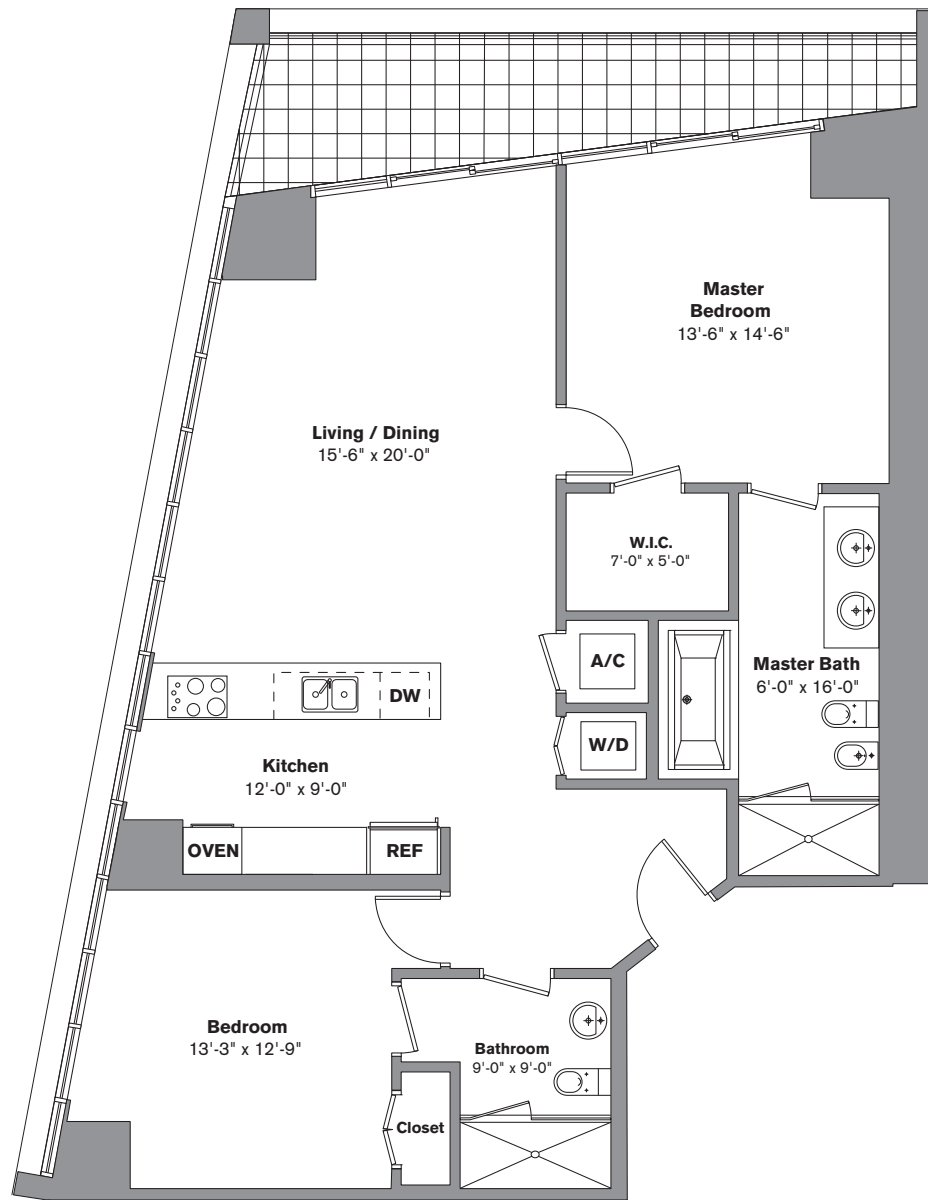 Master
Bedroom
13'-6" x 14'-6"
Living / Dining
15'-6" x 20'-0"
W.I.C.
7'-0" x 5'-0"
A/C
Master Bath
6'-0" x 16'-0"
DW
W/D
Kitchen
12'-0" x 9'-0"
OVEN
REF
Bedroom
13'-3" x 12'-9"
Bathroom
9'-0" x 9'-0"
Closet